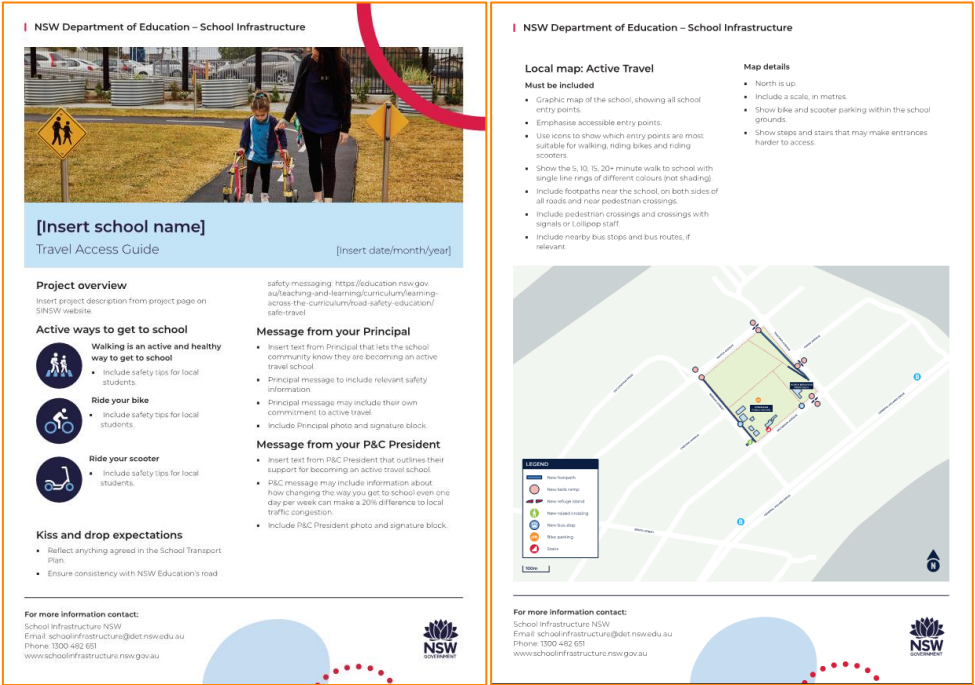 NSW Department of Education – School Infrastructure
[Insert school name]
Travel Access Guide
[Insert date/month/year]
Project overview
Insert project description from project page on
SINSW website.
Active ways to get to school
Walking is an active and healthy
way to get to school
• Include safety tips for local
students.
Ride your bike
• Include safety tips for local
students.
Ride your scooter
• Include safety tips for local
students.
Kiss and drop expectations
• Reflect anything agreed in the School Transport
Plan.
• Ensure consistency with NSW Education's road
safety messaging: https://education.nsw.gov.
au/teaching-and-learning/curriculum/learning-
across-the-curriculum/road-safety-education/
safe-travel
Message from your Principal
• Insert text from Principal that lets the school
community know they are becoming an active
travel school.
• Principal message to include relevant safety
information.
• Principal message may include their own
commitment to active travel.
• Include Principal photo and signature block.
Message from your P&C President
• Insert text from P&C President that outlines their
support for becoming an active travel school.
• P&C message may include information about
how changing the way you get to school even one
day per week can make a 20% difference to local
traffic congestion.
• Include P&C President photo and signature block.
For more information contact:
School Infrastructure NSW
Email: schoolinfrastructure@det.nsw.edu.au
Phone: 1300 482 651
www.schoolinfrastructure.nsw.gov.au
NSW
GOVERNMENT
NSW Department of Education – School Infrastructure
Local map: Active Travel
Must be included
• Graphic map of the school, showing all school
entry points.
• Emphasise accessible entry points.
• Use icons to show which entry points are most
suitable for walking, riding bikes and riding
scooters.
• Show the 5, 10, 15, 20+ minute walk to school with
single line rings of different colours (not shading).
• Include footpaths near the school, on both sides of
all roads and near pedestrian crossings.
• Include pedestrian crossings and crossings with
signals or Lollipop staff.
• Include nearby bus stops and bus routes, if
relevant.
Map details
• North is up.
• Include a scale, in metres.
• Show bike and scooter parking within the school
grounds.
• Show steps and stairs that may make entrances
harder to access.
LEGEND
New footpath
New kerb ramp
New refuge island
New raised crossing
New bus stop
Bike parking
Stairs
100m
N
For more information contact:
School Infrastructure NSW
Email: schoolinfrastructure@det.nsw.edu.au
Phone: 1300 482 651
www.schoolinfrastructure.nsw.gov.au
NSW
GOVERNMENT